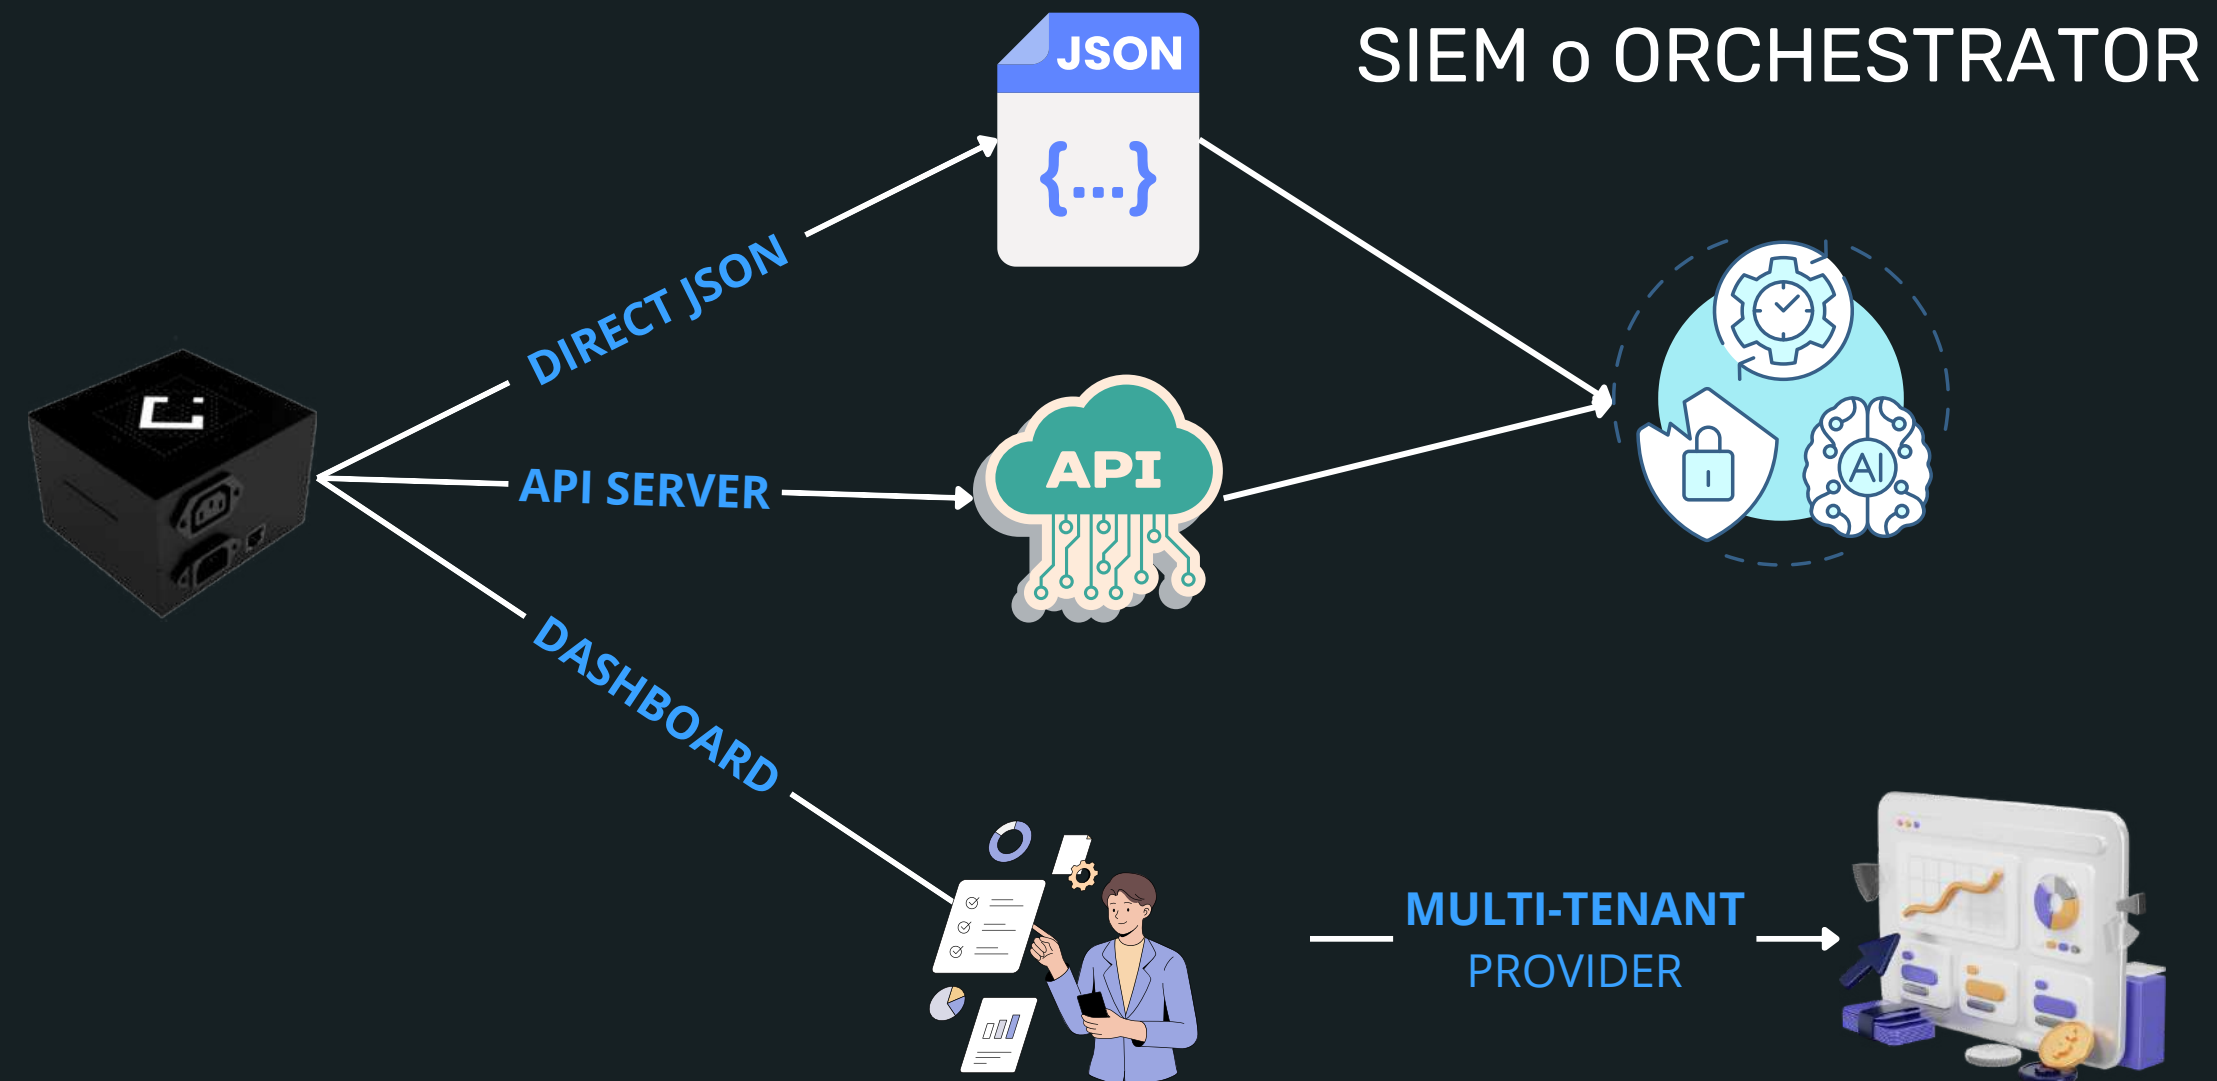 SIEM o ORCHESTRATOR
JSON
{...}
DIRECT JSON
API SERVER
API
AI
DASHBOARD
MULTI-TENANT
PROVIDER